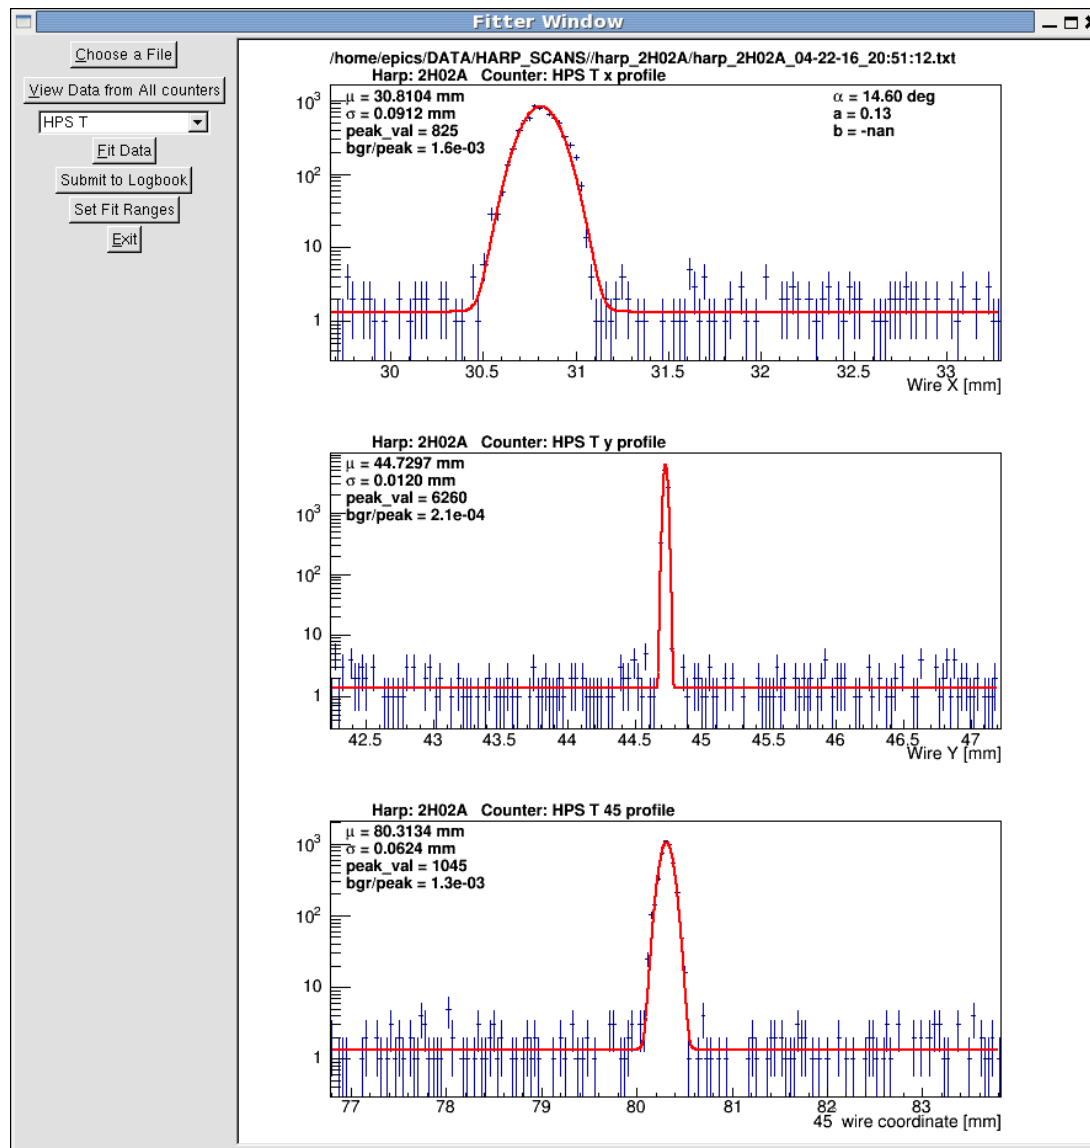 Fitter Window
Choose a File
View Data from All counters
HPS T
Fit Data
Submit to Logbook
Set Fit Ranges
Exit
/home/epics/DATA/HARP_SCANS//harp_2H02A/harp_2H02A_04-22-16_20:51:12.txt
Harp: 2H02A Counter: HPS T x profile
μ = 30.8104 mm
σ = 0.0912 mm
peak_val = 825
bgr/peak = 1.6e-03
α = 14.60 deg
a = 0.13
b = -nan
10³
10²
10
1
30 30.5 31 31.5 32 32.5 33
Wire X [mm]
Harp: 2H02A Counter: HPS T y profile
μ = 44.7297 mm
σ = 0.0120 mm
peak_val = 6260
bgr/peak = 2.1e-04
10³
10²
10
1
42.5 43 43.5 44 44.5 45 45.5 46 46.5 47
Wire Y [mm]
Harp: 2H02A Counter: HPS T 45 profile
μ = 80.3134 mm
σ = 0.0624 mm
peak_val = 1045
bgr/peak = 1.3e-03
10³
10²
10
1
77 78 79 80 81 82 83
45 wire coordinate [mm]